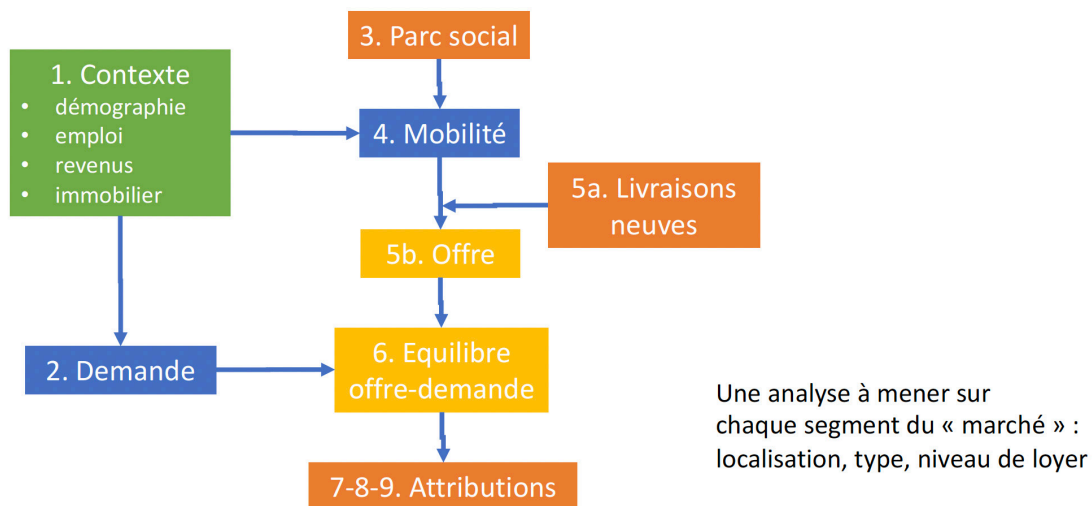 3. Parc social
1. Contexte
• démographie
• emploi
• revenus
• immobilier
4. Mobilité
5a. Livraisons
neuves
5b. Offre
2. Demande
6. Equilibre
offre-demande
Une analyse à mener sur
chaque segment du « marché » :
localisation, type, niveau de loyer
7-8-9. Attributions